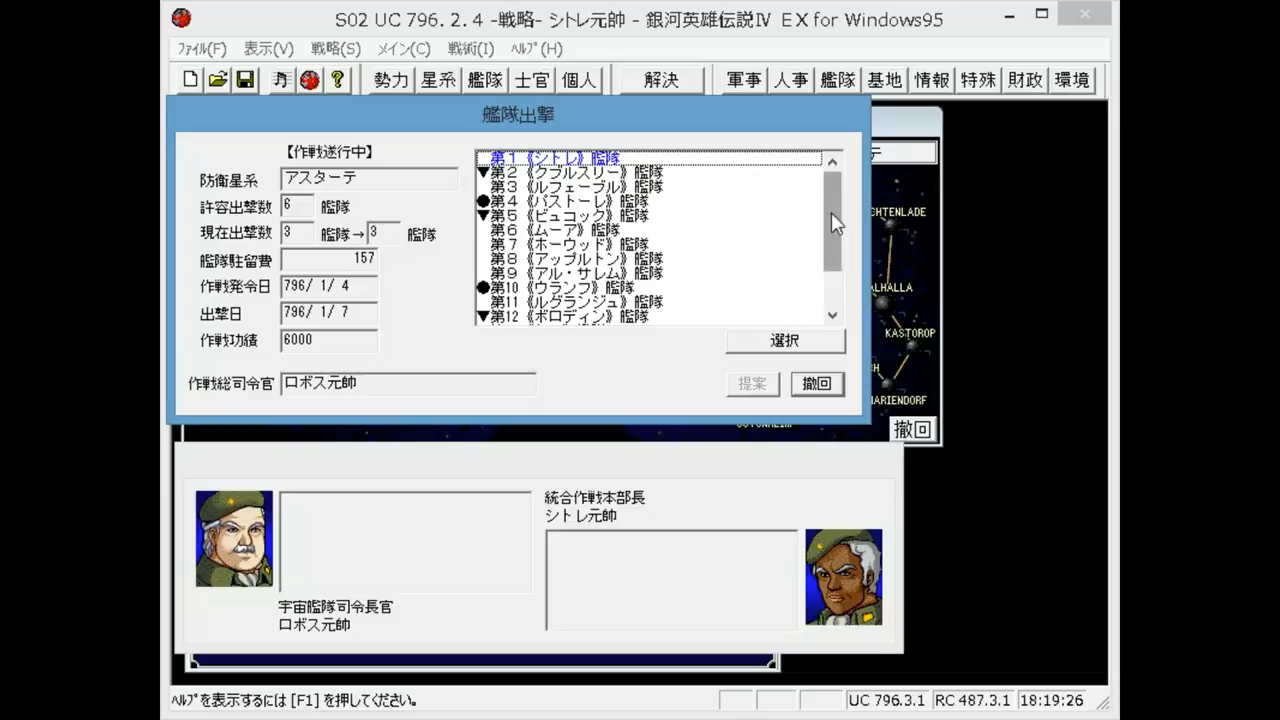 S02 UC 796. 2. 4 -戦略- シトレ元帥 - 銀河英雄伝説Ⅳ EX for Windows95
ﾌｧｲﾙ(F) 表示(V) 戦略(S) メイン(C) 戦術(I) ﾍﾙﾌﾟ(H)
勢力 星系 艦隊 士官 個人 解決 軍事 人事 艦隊 基地 情報 特殊 財政 環境
艦隊出撃
【作戦遂行中】
防衛星系 アスターテ
許容出撃数 6 艦隊
現在出撃数 3 艦隊→3 艦隊
艦隊駐留費 157
作戦発令日 796/ 1/ 4
出撃日 796/ 1/ 7
作戦功績 6000
作戦総司令官 ロボス元帥
第1《シトレ》艦隊
▼第2《クブルスリー》艦隊
第3《ルフェーブル》艦隊
●第4《パストーレ》艦隊
▼第5《ビュコック》艦隊
第6《ムーア》艦隊
第7《ホーウッド》艦隊
第8《アップルトン》艦隊
第9《アル・サレム》艦隊
●第10《ウランフ》艦隊
第11《ルグランジュ》艦隊
▼第12《ボロディン》艦隊
選択
提案 撤回
テ
CHTENLADE
ALHALLA
KASTOROP
CH
MARIENDORF
撤回
統合作戦本部長
シトレ元帥
宇宙艦隊司令長官
ロボス元帥
ﾍﾙﾌﾟを表示するには [F1] を押してください。
UC 796.3.1 RC 487.3.1 18:19:26